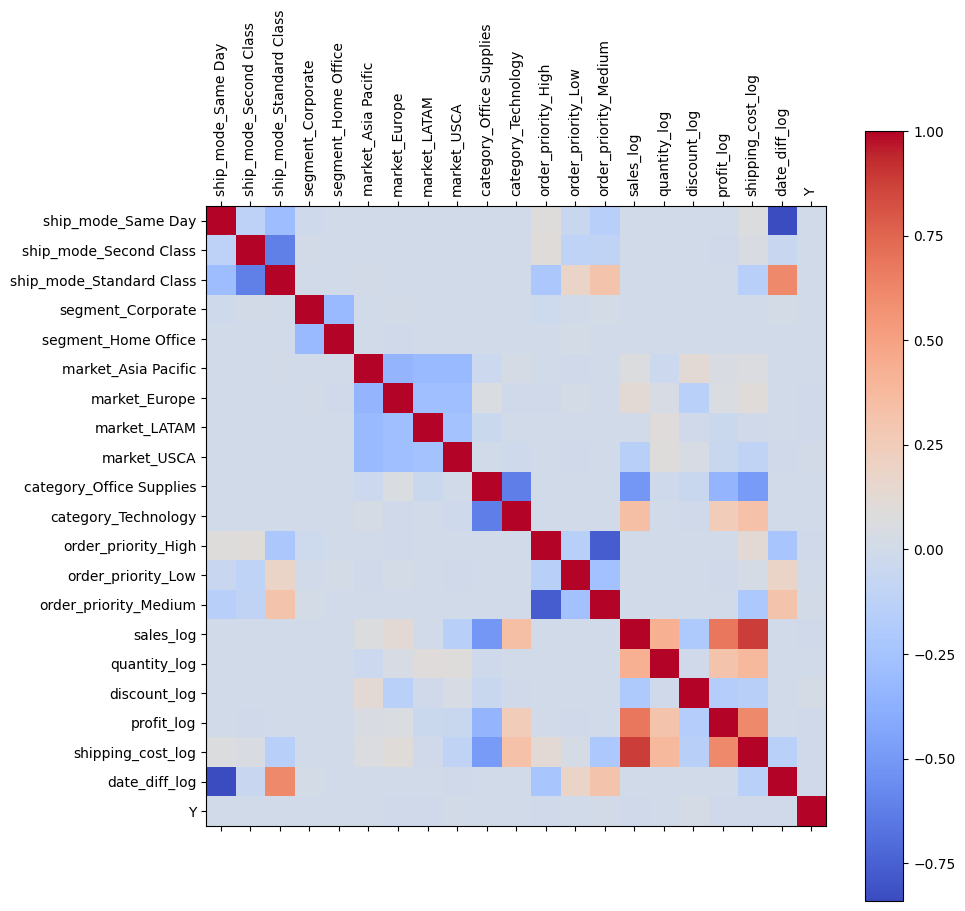 ship_mode_Same Day
ship_mode_Second Class
ship_mode_Standard Class
segment_Corporate
segment_Home Office
market_Asia Pacific
market_Europe
market_LATAM
market_USCA
category_Office Supplies
category_Technology
order_priority_High
order_priority_Low
order_priority_Medium
sales_log
quantity_log
discount_log
profit_log
shipping_cost_log
date_diff_log
Y
ship_mode_Same Day
ship_mode_Second Class
ship_mode_Standard Class
segment_Corporate
segment_Home Office
market_Asia Pacific
market_Europe
market_LATAM
market_USCA
category_Office Supplies
category_Technology
order_priority_High
order_priority_Low
order_priority_Medium
sales_log
quantity_log
discount_log
profit_log
shipping_cost_log
date_diff_log
Y
1.00
0.75
0.50
0.25
0.00
−0.25
−0.50
−0.75